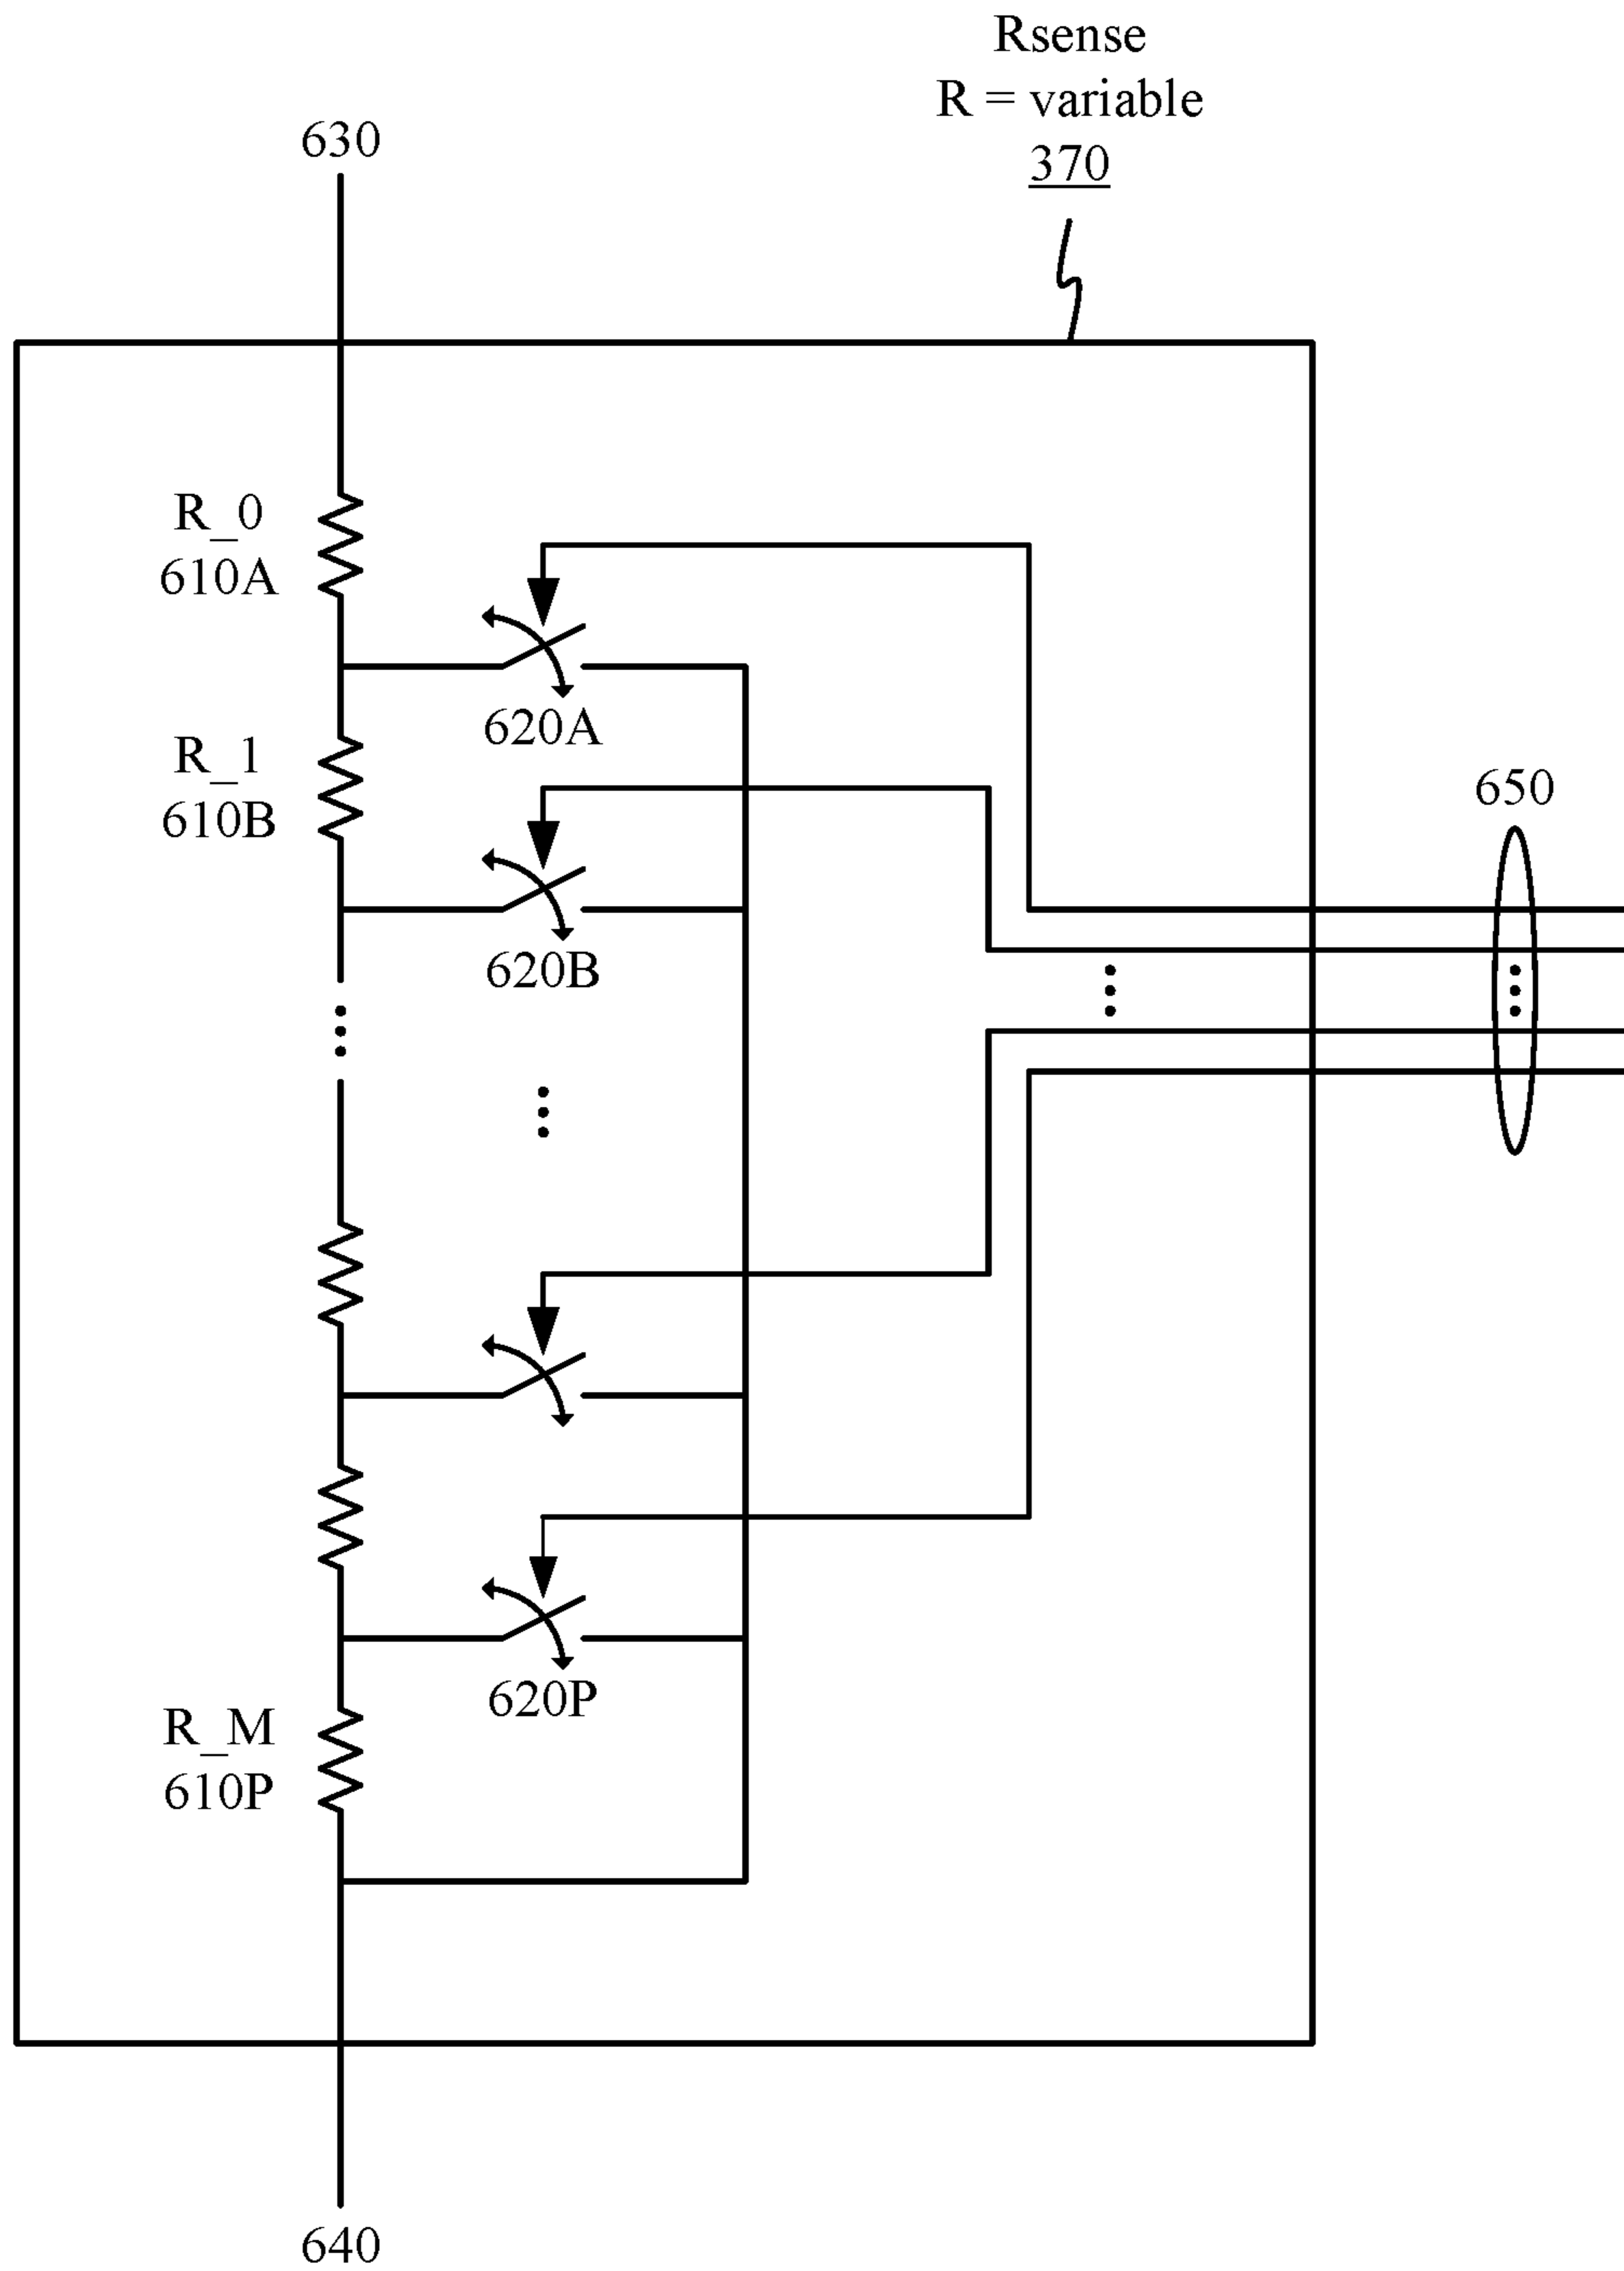 Rsense
R = variable
370
630
R_0
610A
620A
R_1
610B
650
620B
620P
R_M
610P
640